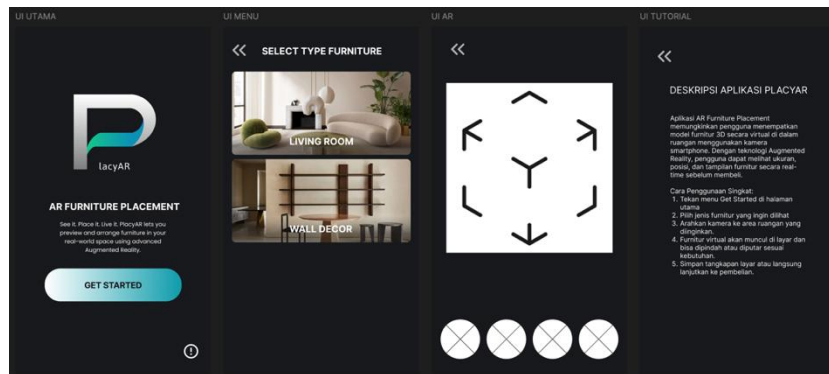 UI UTAMA
lacyAR
AR FURNITURE PLACEMENT
See it. Place it. Live it. PlacyAR lets you
preview and arrange furniture in your
real-world space using advanced
Augmented Reality.
GET STARTED
UI MENU
SELECT TYPE FURNITURE
LIVING ROOM
WALL DECOR
UI AR
UI TUTORIAL
DESKRIPSI APLIKASI PLACYAR
Aplikasi AR Furniture Placement
memungkinkan pengguna menempatkan
model furnitur 3D secara virtual di dalam
ruangan menggunakan kamera
smartphone. Dengan teknologi Augmented
Reality, pengguna dapat melihat ukuran,
posisi, dan tampilan furnitur secara real-
time sebelum membeli.
Cara Penggunaan Singkat:
1. Tekan menu Get Started di halaman
utama
2. Pilih jenis furnitur yang ingin dilihat
3. Arahkan kamera ke area ruangan yang
diinginkan.
4. Furnitur virtual akan muncul di layar dan
bisa dipindah atau diputar sesuai
kebutuhan.
5. Simpan tangkapan layar atau langsung
lanjutkan ke pembelian.